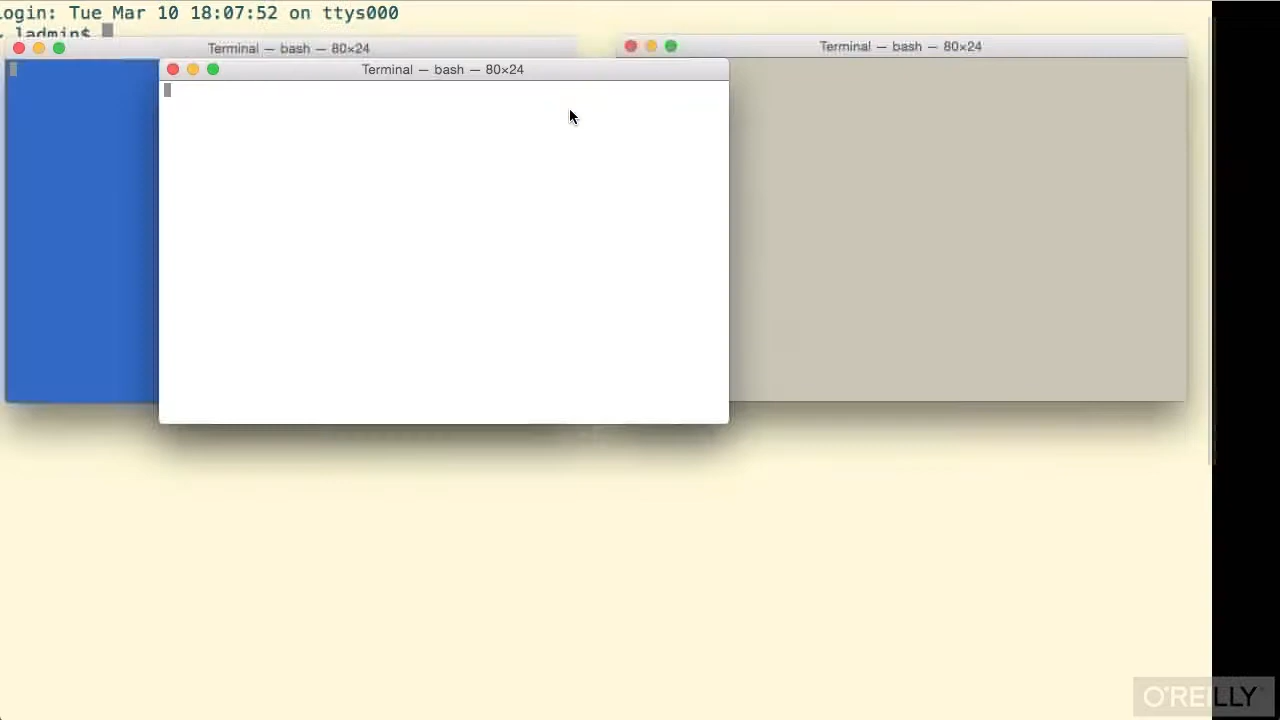 ogin: Tue Mar 10 18:07:52 on ttys000
ladmin$
Terminal — bash — 80×24
Terminal — bash — 80×24
Terminal — bash — 80×24
O'REILLY